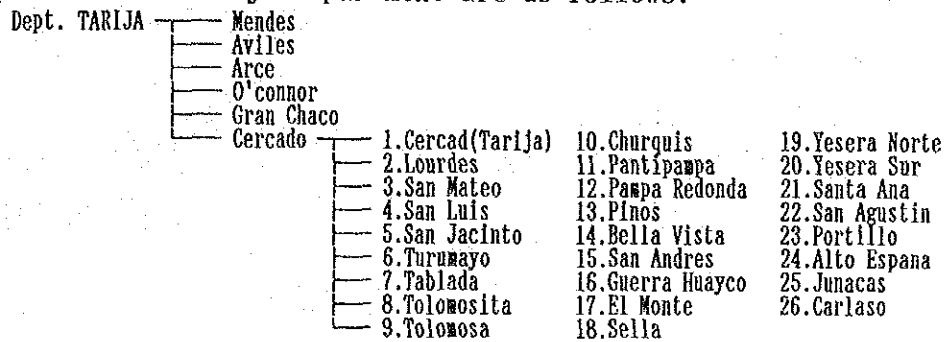 Dept. TARIJA Mendes
Aviles
Arce
O'connor
Gran Chaco
Cercado 1.Cercad(Tarija) 10.Churquis 19.Yesera Norte
2.Lourdes 11.Pantipampa 20.Yesera Sur
3.San Mateo 12.Pampa Redonda 21.Santa Ana
4.San Luis 13.Pinos 22.San Agustin
5.San Jacinto 14.Bella Vista 23.Portillo
6.Turumayo 15.San Andres 24.Alto Espana
7.Tablada 16.Guerra Huayco 25.Junacas
8.Tolomosita 17.El Monte 26.Carlaso
9.Tolomosa 18.Sella